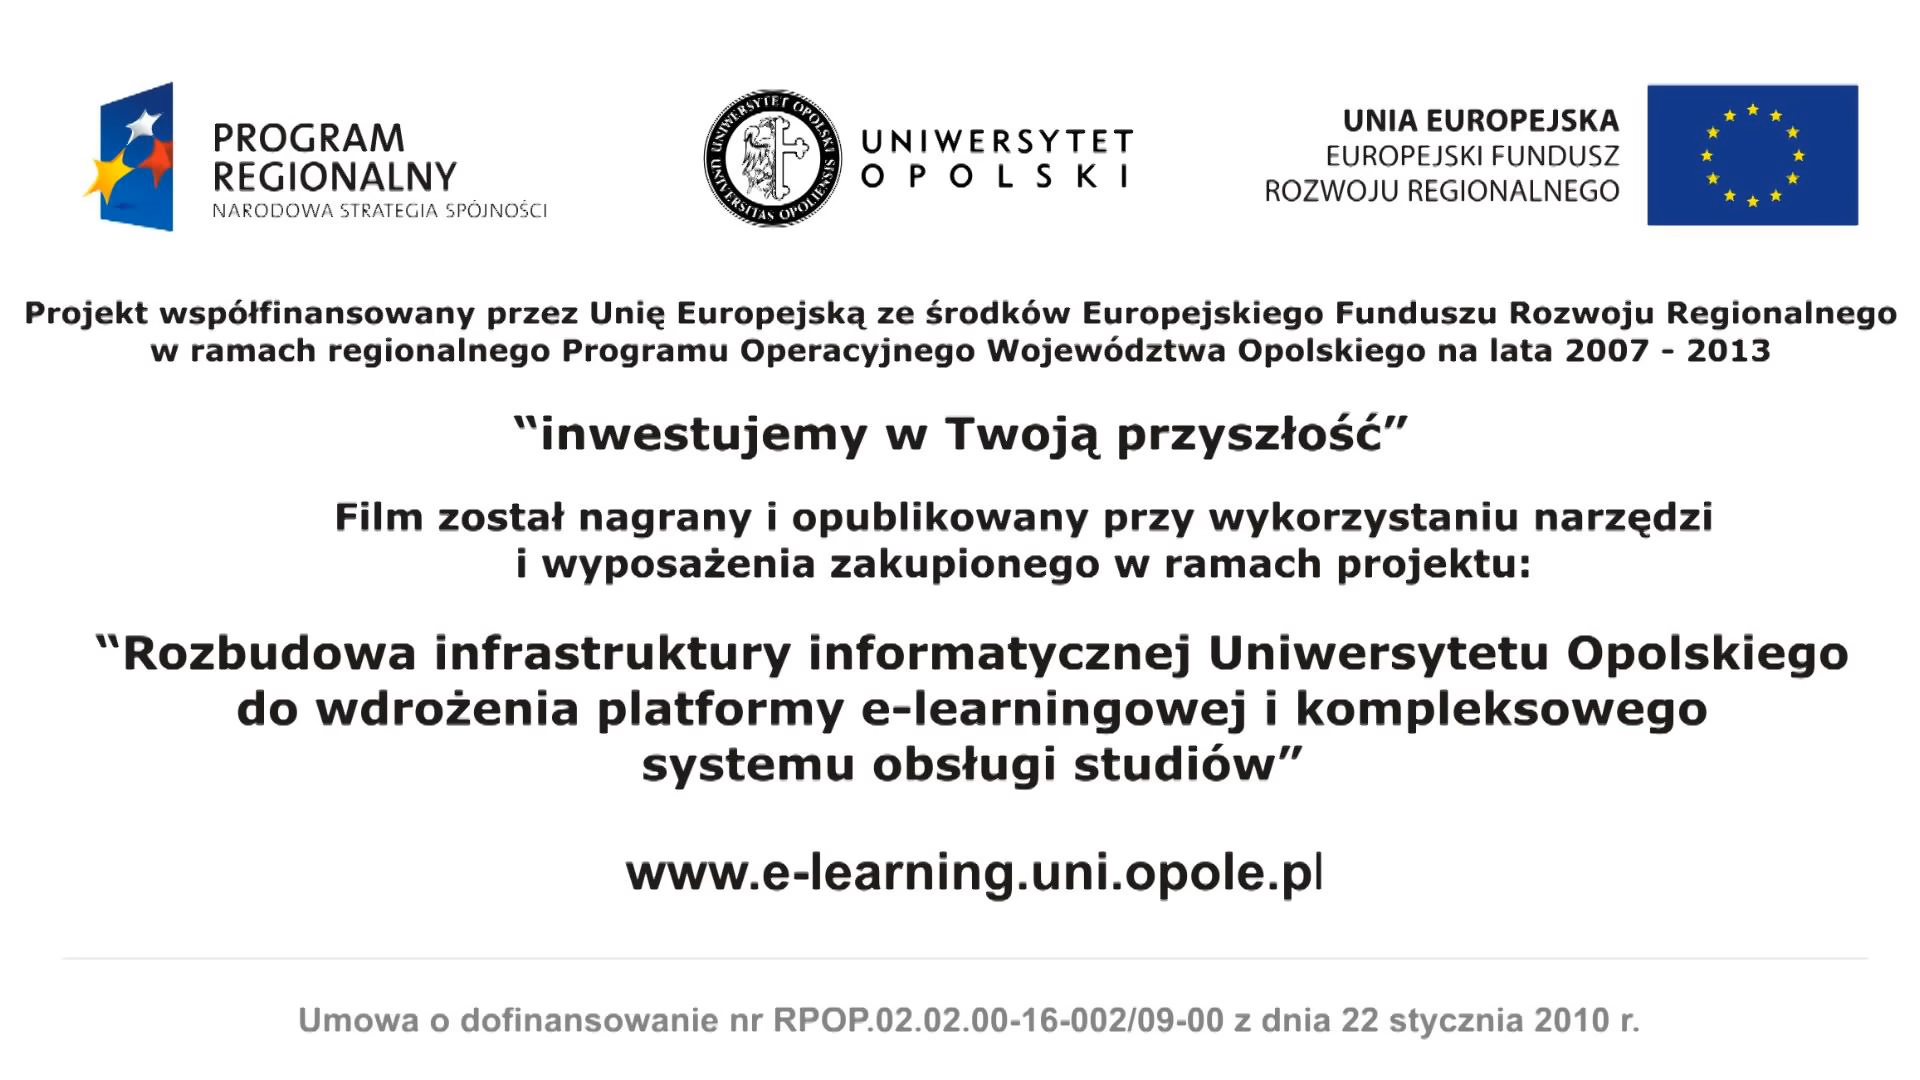 PROGRAM
REGIONALNY
NARODOWA STRATEGIA SPÓJNOŚCI
UNIWERSYTET OPOLSKI
UNIVERSITAS OPOLIENSIS
UNIWERSYTET
OPOLSKI
UNIA EUROPEJSKA
EUROPEJSKI FUNDUSZ
ROZWOJU REGIONALNEGO
Projekt współfinansowany przez Unię Europejską ze środków Europejskiego Funduszu Rozwoju Regionalnego
w ramach regionalnego Programu Operacyjnego Województwa Opolskiego na lata 2007 - 2013
“inwestujemy w Twoją przyszłość”
Film został nagrany i opublikowany przy wykorzystaniu narzędzi
i wyposażenia zakupionego w ramach projektu:
“Rozbudowa infrastruktury informatycznej Uniwersytetu Opolskiego
do wdrożenia platformy e-learningowej i kompleksowego
systemu obsługi studiów”
www.e-learning.uni.opole.pl
Umowa o dofinansowanie nr RPOP.02.02.00-16-002/09-00 z dnia 22 stycznia 2010 r.